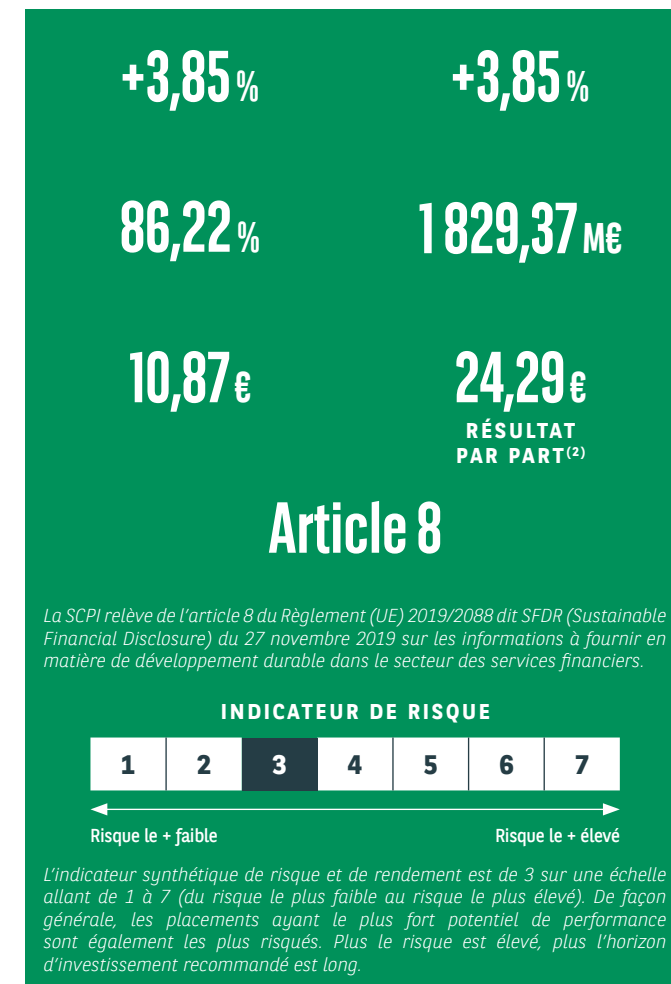 +3,85 % +3,85 %
86,22 % 1 829,37 M€
10,87 € 24,29 €
RÉSULTAT
PAR PART(2)
Article 8
La SCPI relève de l'article 8 du Règlement (UE) 2019/2088 dit SFDR (Sustainable
Financial Disclosure) du 27 novembre 2019 sur les informations à fournir en
matière de développement durable dans le secteur des services financiers.
INDICATEUR DE RISQUE
1 2 3 4 5 6 7
Risque le + faible Risque le + élevé
L'indicateur synthétique de risque et de rendement est de 3 sur une échelle
allant de 1 à 7 (du risque le plus faible au risque le plus élevé). De façon
générale, les placements ayant le plus fort potentiel de performance
sont également les plus risqués. Plus le risque est élevé, plus l'horizon
d'investissement recommandé est long.